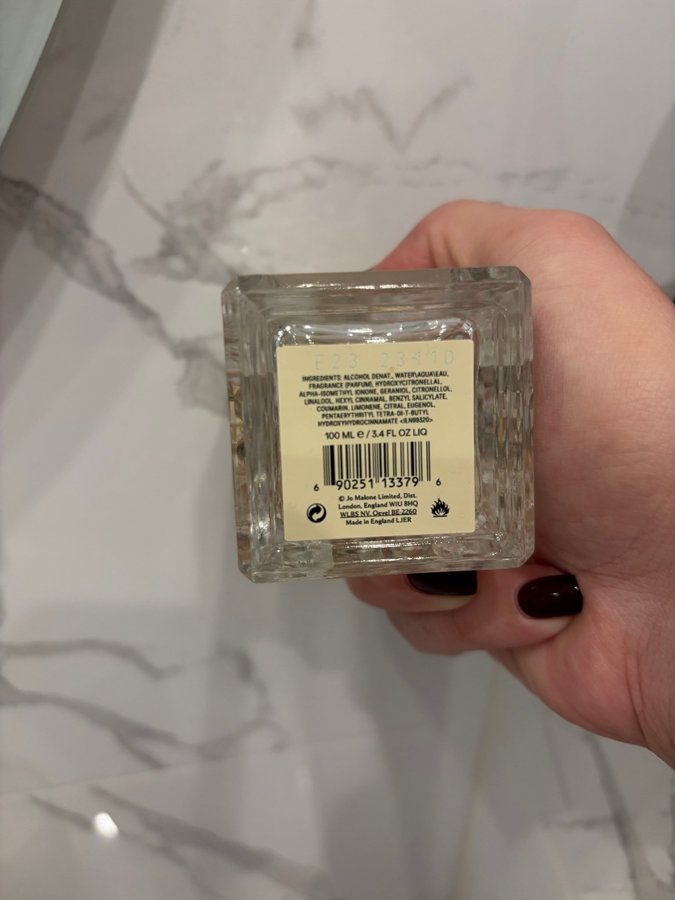 E23 23410
INGREDIENTS: ALCOHOL DENAT., WATER\AQUA\EAU,
FRAGRANCE (PARFUM), HYDROXYCITRONELLAL,
ALPHA-ISOMETHYL IONONE, GERANIOL, CITRONELLOL,
LINALOOL, HEXYL CINNAMAL, BENZYL SALICYLATE,
COUMARIN, LIMONENE, CITRAL, EUGENOL,
PENTAERYTHRITYL TETRA-DI-T-BUTYL
HYDROXYHYDROCINNAMATE <ILN99320>
100 ML e / 3.4 FL OZ LIQ
6 90251 13379 6
© Jo Malone Limited, Dist.
London, England W1U 8HQ
WLBS NV. Oevel BE-2260
Made in England LJER